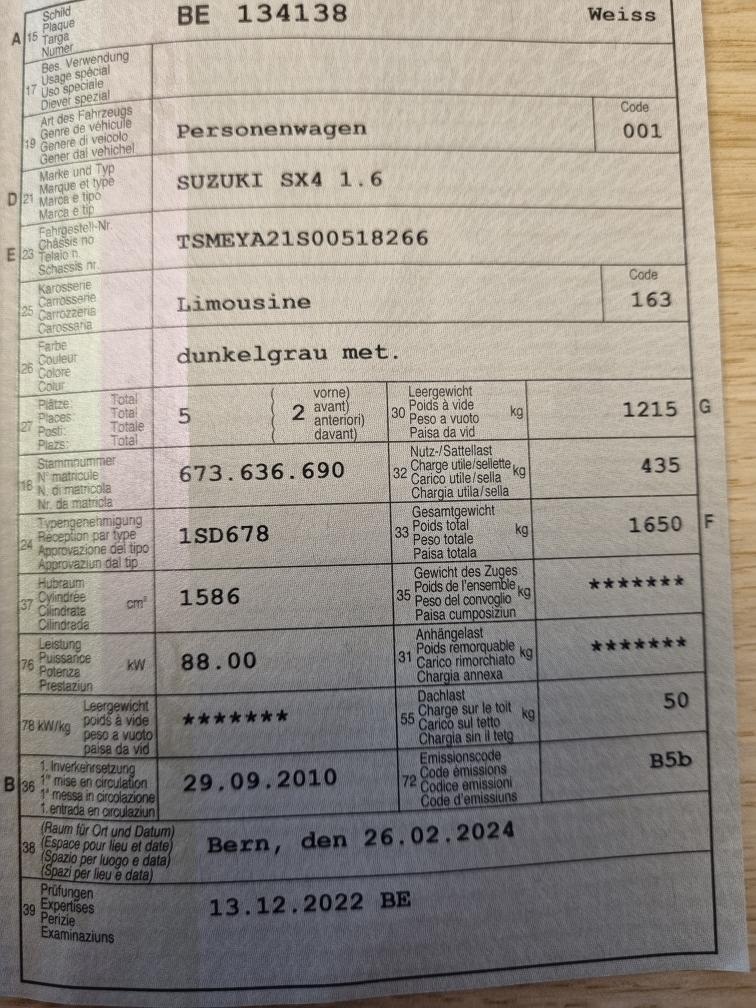 A 15 Schild
Plaque
Targa
Numer
BE 134138 Weiss
17 Bes. Verwendung
Usage spécial
Uso speciale
Diever spezial
19 Art des Fahrzeugs
Genre de véhicule
Genere di veicolo
Gener dal vehichel
Personenwagen
Code
001
D 21 Marke und Typ
Marque et type
Marca e tipo
Marca e tip
SUZUKI SX4 1.6
E 23 Fahrgestell-Nr.
Châssis no
Telaio n.
Schassis nr.
TSMEYA21S00518266
25 Karosserie
Carrosserie
Carrozzeria
Carossaria
Limousine
Code
163
26 Farbe
Couleur
Colore
Colur
dunkelgrau met.
27 Plätze: Total
Places: Total
Posti: Totale
Plazs: Total
5
2
vorne)
avant)
anteriori)
davant)
30 Leergewicht
Poids à vide
Peso a vuoto
Paisa da vid
kg
1215 G
18 Stammnummer
N° matricule
N. di matricola
Nr. da matricla
673.636.690
32 Nutz-/Sattellast
Charge utile/sellette
Carico utile/sella
Chargia utila/sella
kg
435
24 Typengenehmigung
Réception par type
Approvazione del tipo
Approvaziun dal tip
1SD678
33 Gesamtgewicht
Poids total
Peso totale
Paisa totala
kg
1650 F
37 Hubraum
Cylindrée
Cilindrata
Cilindrada
cm³
1586
35 Gewicht des Zuges
Poids de l'ensemble
Peso del convoglio
Paisa cumposiziun
kg
*******
76 Leistung
Puissance
Potenza
Prestaziun
kW
88.00
31 Anhängelast
Poids remorquable
Carico rimorchiato
Chargia annexa
kg
*******
78 kW/kg Leergewicht
poids à vide
peso a vuoto
paisa da vid
*******
55 Dachlast
Charge sur le toit
Carico sul tetto
Chargia sin il tetg
kg
50
B 36 1. Inverkehrsetzung
1re mise en circulation
1a messa in circolazione
1. entrada en circulaziun
29.09.2010
72 Emissionscode
Code émissions
Codice emissioni
Code d'emissiuns
B5b
38 (Raum für Ort und Datum)
(Espace pour lieu et date)
(Spazio per luogo e data)
(Spazi per lieu e data)
Bern, den 26.02.2024
39 Prüfungen
Expertises
Perizie
Examinaziuns
13.12.2022 BE